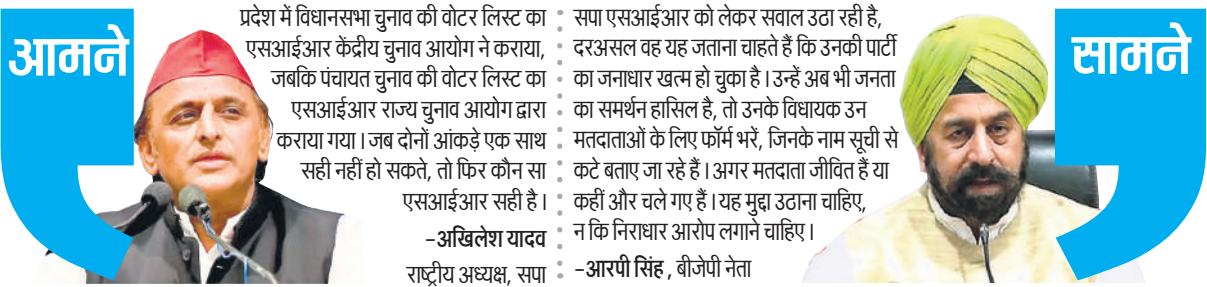 आमने
प्रदेश में विधानसभा चुनाव की वोटर लिस्ट का
एसआईआर केंद्रीय चुनाव आयोग ने कराया,
जबकि पंचायत चुनाव की वोटर लिस्ट का
एसआईआर राज्य चुनाव आयोग द्वारा
कराया गया। जब दोनों आंकड़े एक साथ
सही नहीं हो सकते, तो फिर कौन सा
एसआईआर सही है।
-अखिलेश यादव
राष्ट्रीय अध्यक्ष, सपा
सपा एसआईआर को लेकर सवाल उठा रही है,
दरअसल वह यह जताना चाहते हैं कि उनकी पार्टी
का जनाधार खत्म हो चुका है। उन्हें अब भी जनता
का समर्थन हासिल है, तो उनके विधायक उन
मतदाताओं के लिए फॉर्म भरें, जिनके नाम सूची से
कटे बताए जा रहे हैं। अगर मतदाता जीवित हैं या
कहीं और चले गए हैं। यह मुद्दा उठाना चाहिए,
न कि निराधार आरोप लगाने चाहिए।
-आरपी सिंह, बीजेपी नेता
सामने